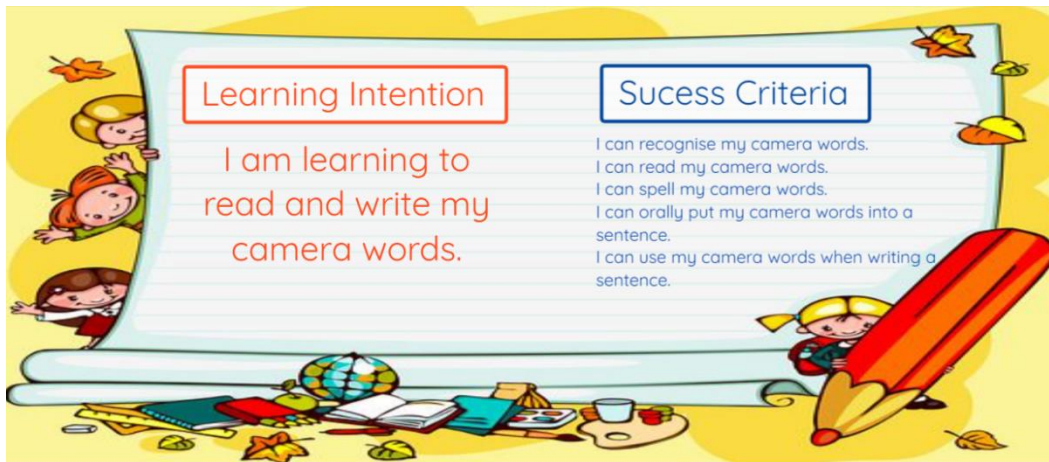 Learning Intention
I am learning to
read and write my
camera words.
Sucess Criteria
I can recognise my camera words.
I can read my camera words.
I can spell my camera words.
I can orally put my camera words into a
sentence.
I can use my camera words when writing a
sentence.